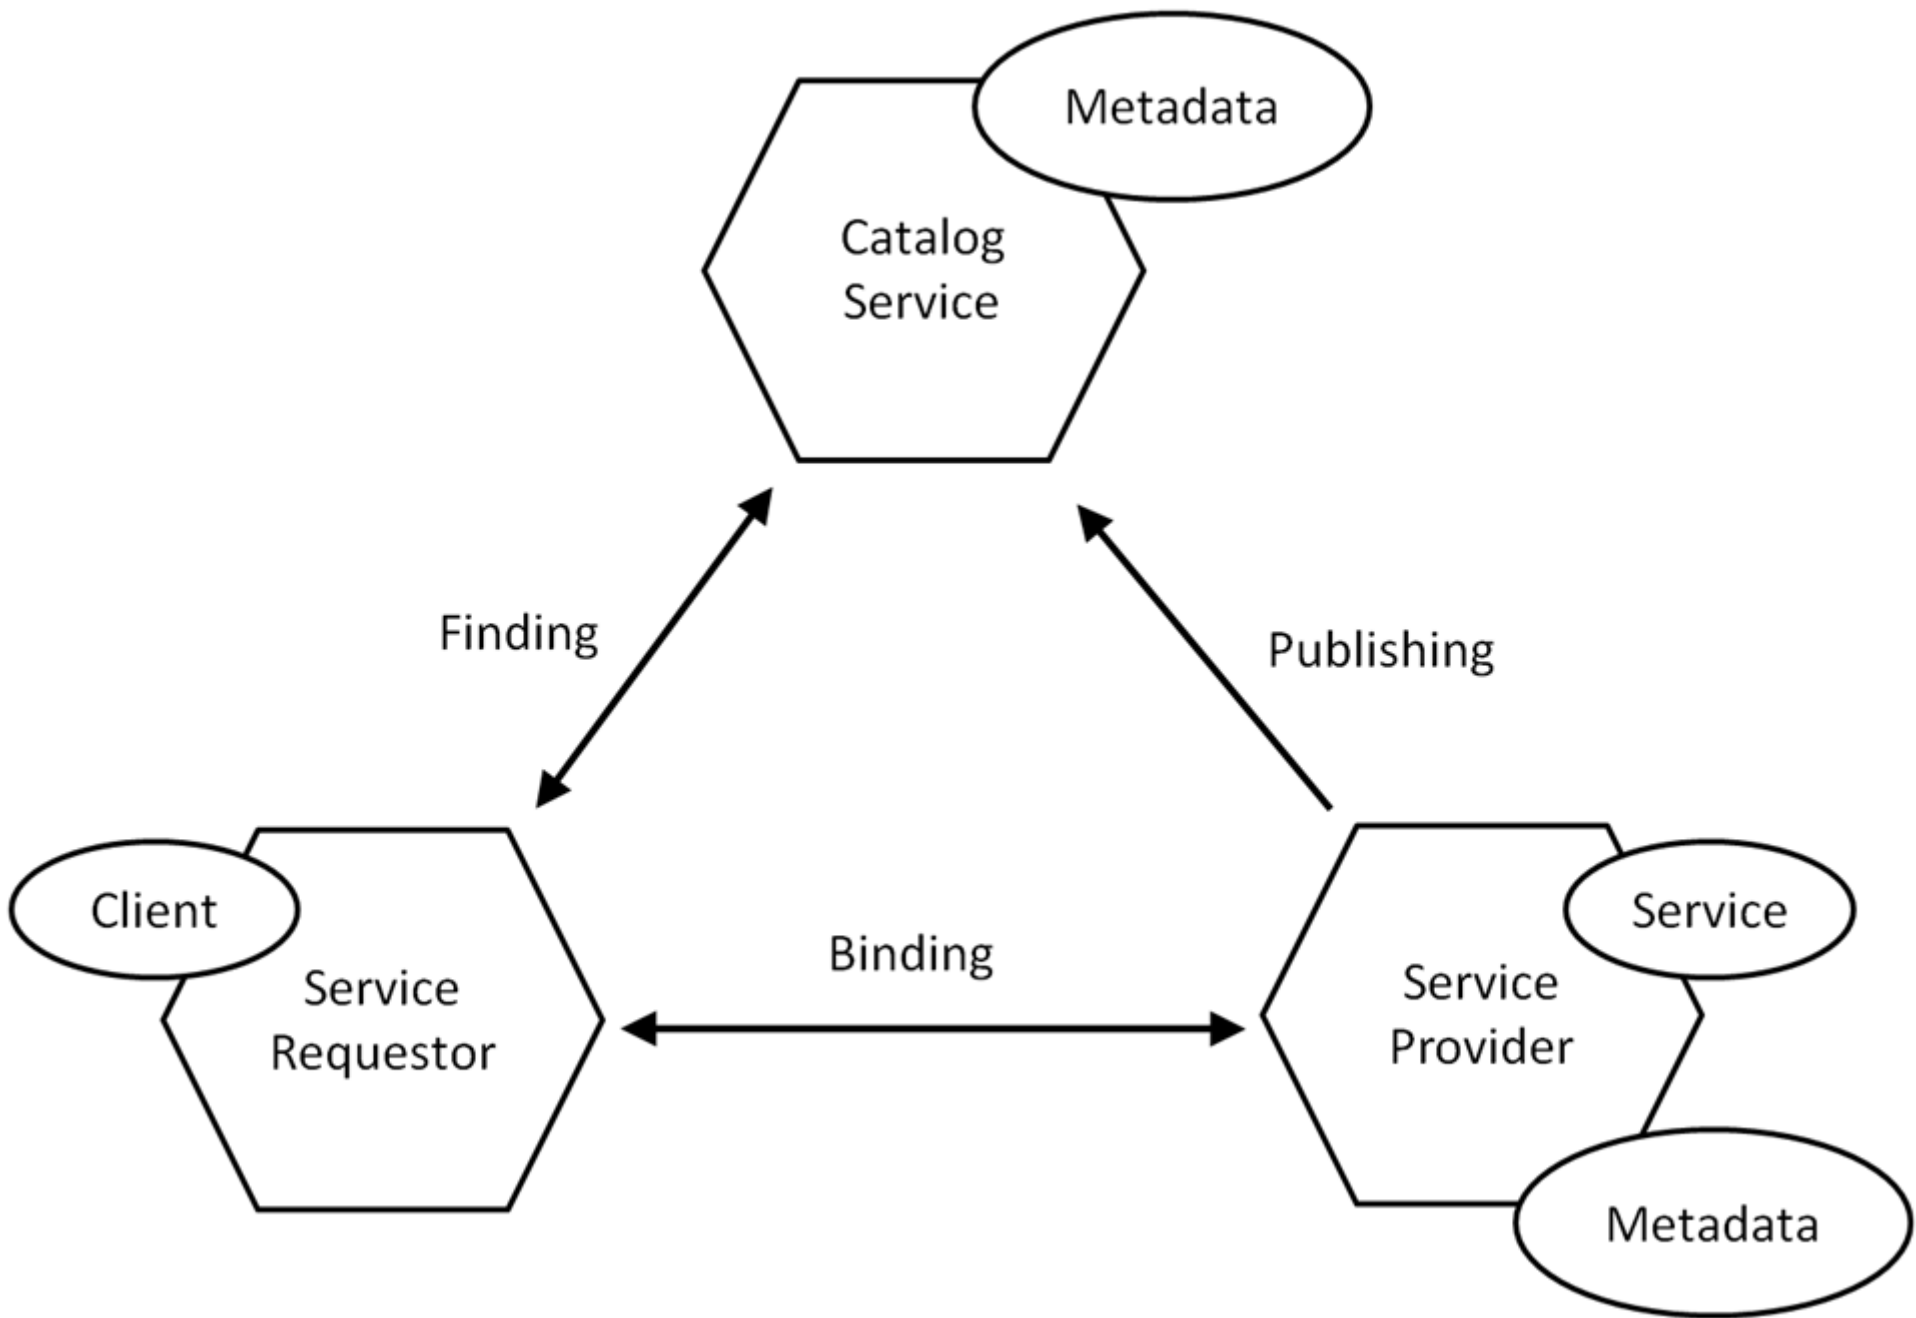 Metadata
Catalog
Service
Finding
Publishing
Client
Service
Requestor
Binding
Service
Service
Provider
Metadata